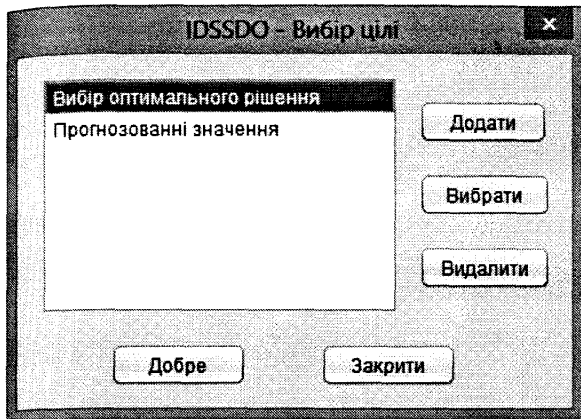 IDSSDO - Вибір цілі
Вибір оптимального рішення
Прогнозованні значення
Додати
Вибрати
Видалити
Добре
Закрити